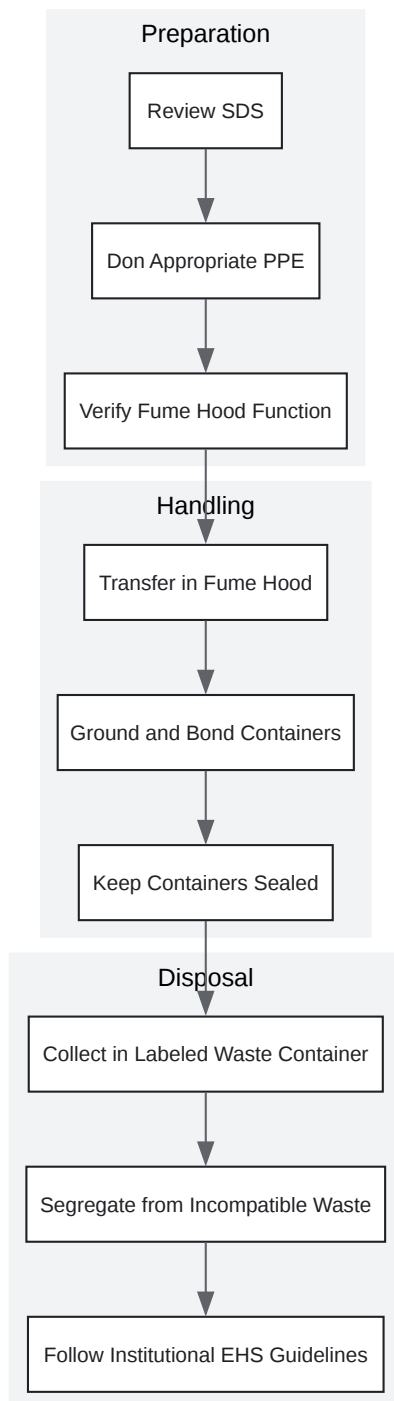 Preparation
Review SDS
Don Appropriate PPE
Verify Fume Hood Function
Handling
Transfer in Fume Hood
Ground and Bond Containers
Keep Containers Sealed
Disposal
Collect in Labeled Waste Container
Segregate from Incompatible Waste
Follow Institutional EHS Guidelines